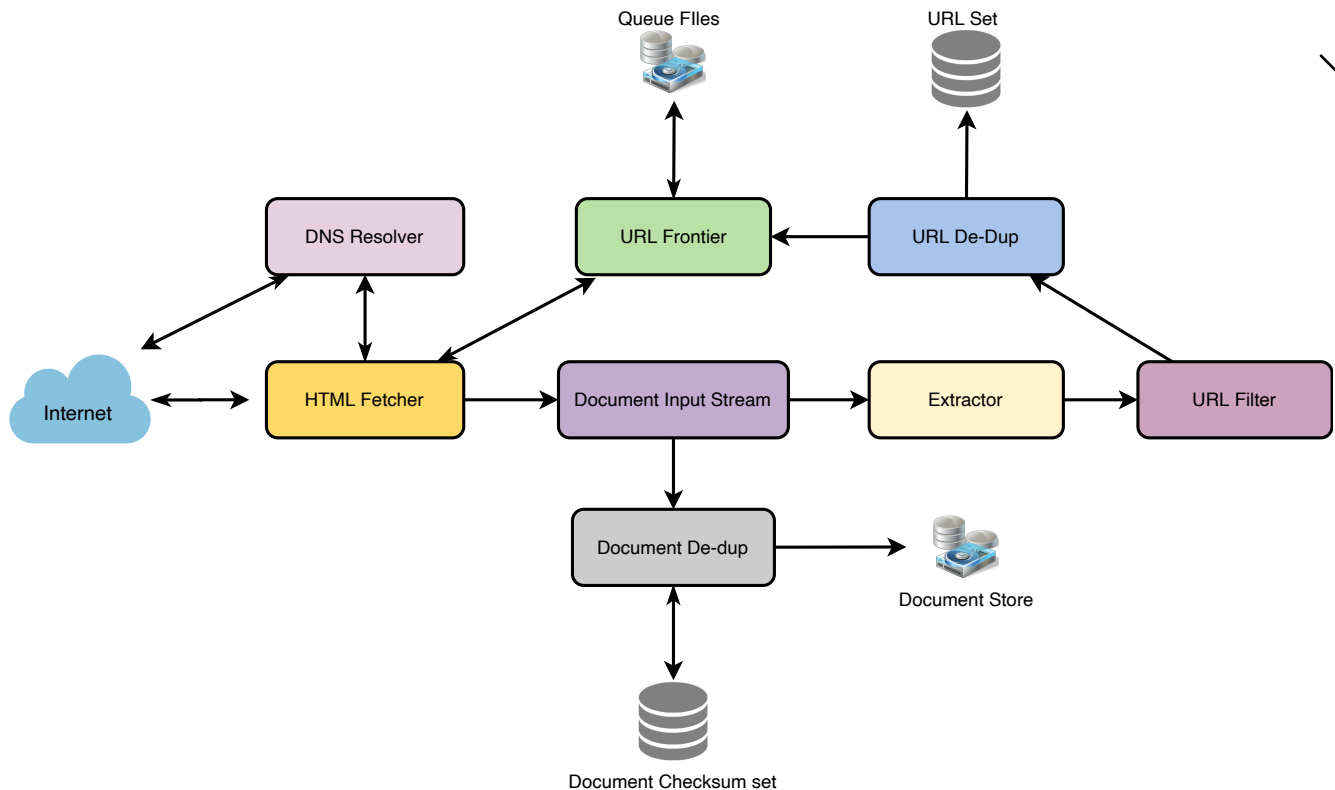 Queue FIles
URL Set
DNS Resolver
URL Frontier
URL De-Dup
Internet
HTML Fetcher
Document Input Stream
Extractor
URL Filter
Document De-dup
Document Store
Document Checksum set